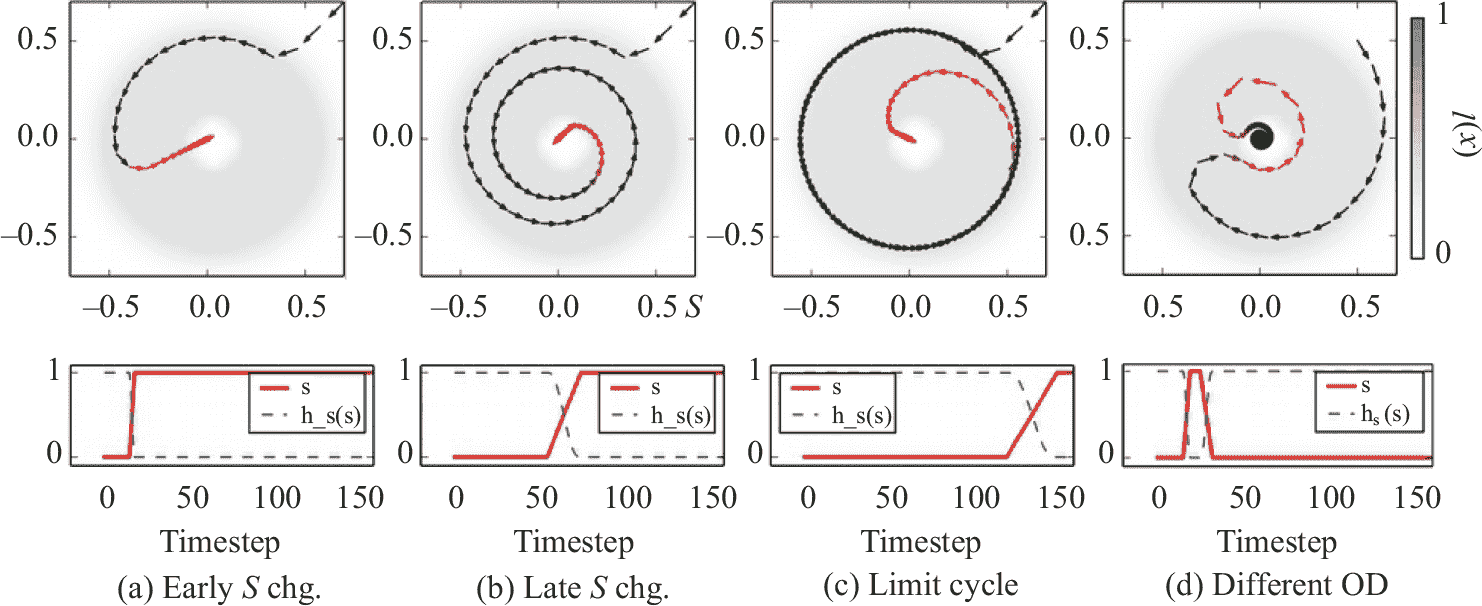 0.5
0.0
–0.5
–0.5 0.0 0.5
0.5
0.0
–0.5
–0.5 0.0 0.5 S
0.5
0.0
–0.5
–0.5 0.0 0.5
0.5
0.0
0.5
0.5 0.0 0.5
1
l(x)
0
1
0
s
h_s(s)
0 50 100 150
Timestep
(a) Early S chg.
1
0
s
h_s(s)
0 50 100 150
Timestep
(b) Late S chg.
1
0
s
h_s(s)
0 50 100 150
Timestep
(c) Limit cycle
1
0
s
hs (s)
0 50 100 150
Timestep
(d) Different OD